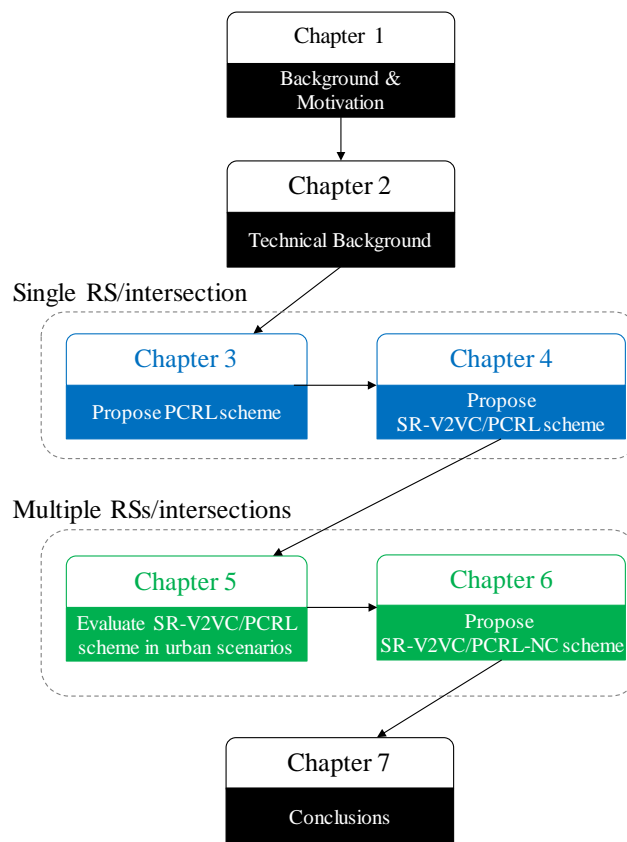 Chapter 1
Background &
Motivation
Chapter 2
Technical Background
Single RS/intersection
Chapter 3
Propose PCRL scheme
Chapter 4
Propose
SR-V2VC/PCRL scheme
Multiple RSs/intersections
Chapter 5
Evaluate SR-V2VC/PCRL
scheme in urban scenarios
Chapter 6
Propose
SR-V2VC/PCRL-NC scheme
Chapter 7
Conclusions